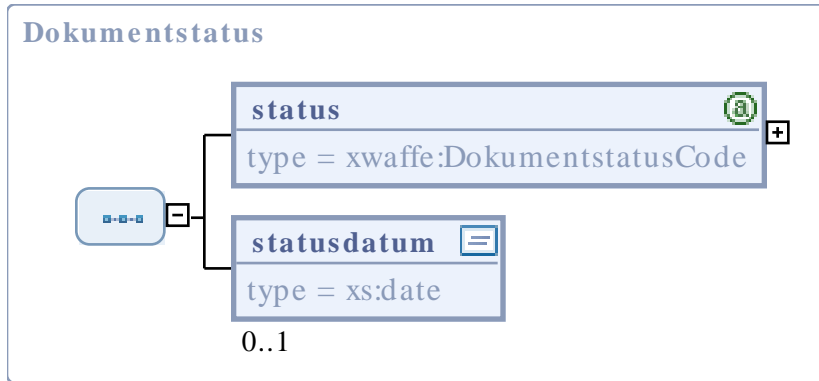 Dokumentstatus
status
type = xwaffe:DokumentstatusCode
statusdatum
type = xs:date
0..1